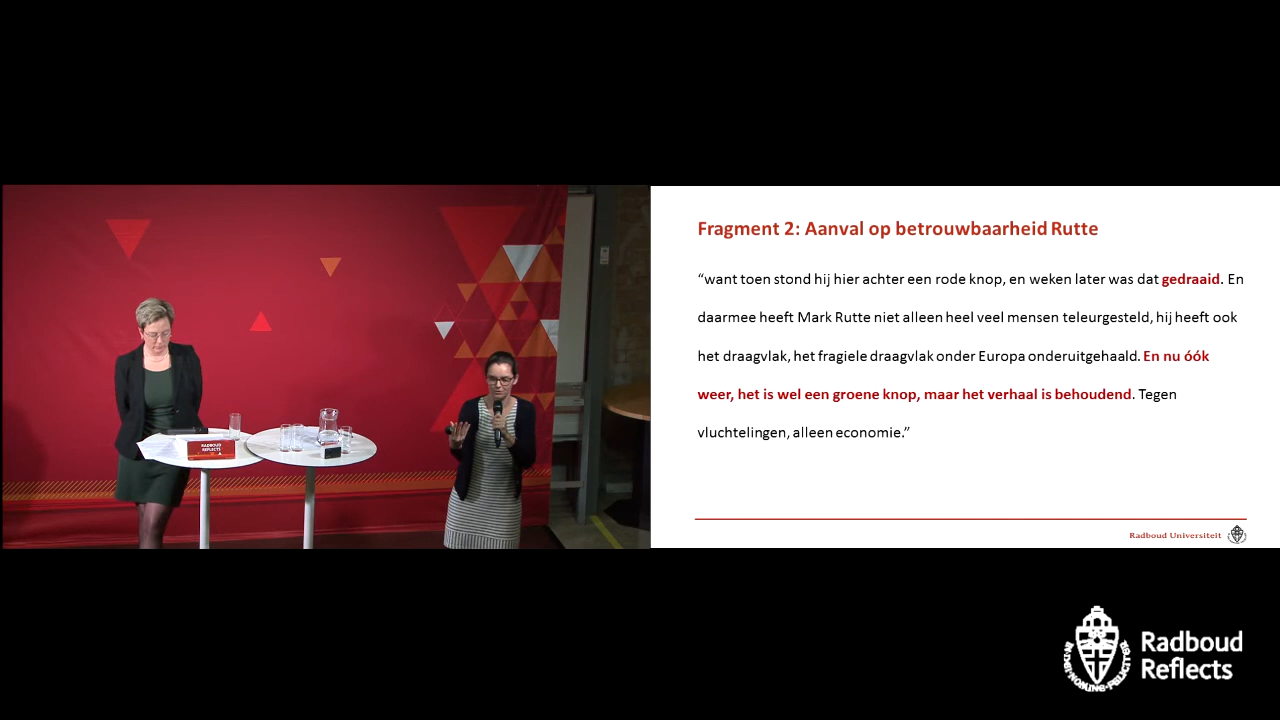 RADBOUD
REFLECTS
Fragment 2: Aanval op betrouwbaarheid Rutte
“want toen stond hij hier achter een rode knop, en weken later was dat gedraaid. En
daarmee heeft Mark Rutte niet alleen heel veel mensen teleurgesteld, hij heeft ook
het draagvlak, het fragiele draagvlak onder Europa onderuitgehaald. En nu óók
weer, het is wel een groene knop, maar het verhaal is behoudend. Tegen
vluchtelingen, alleen economie.”
Radboud Universiteit
Radboud
Reflects